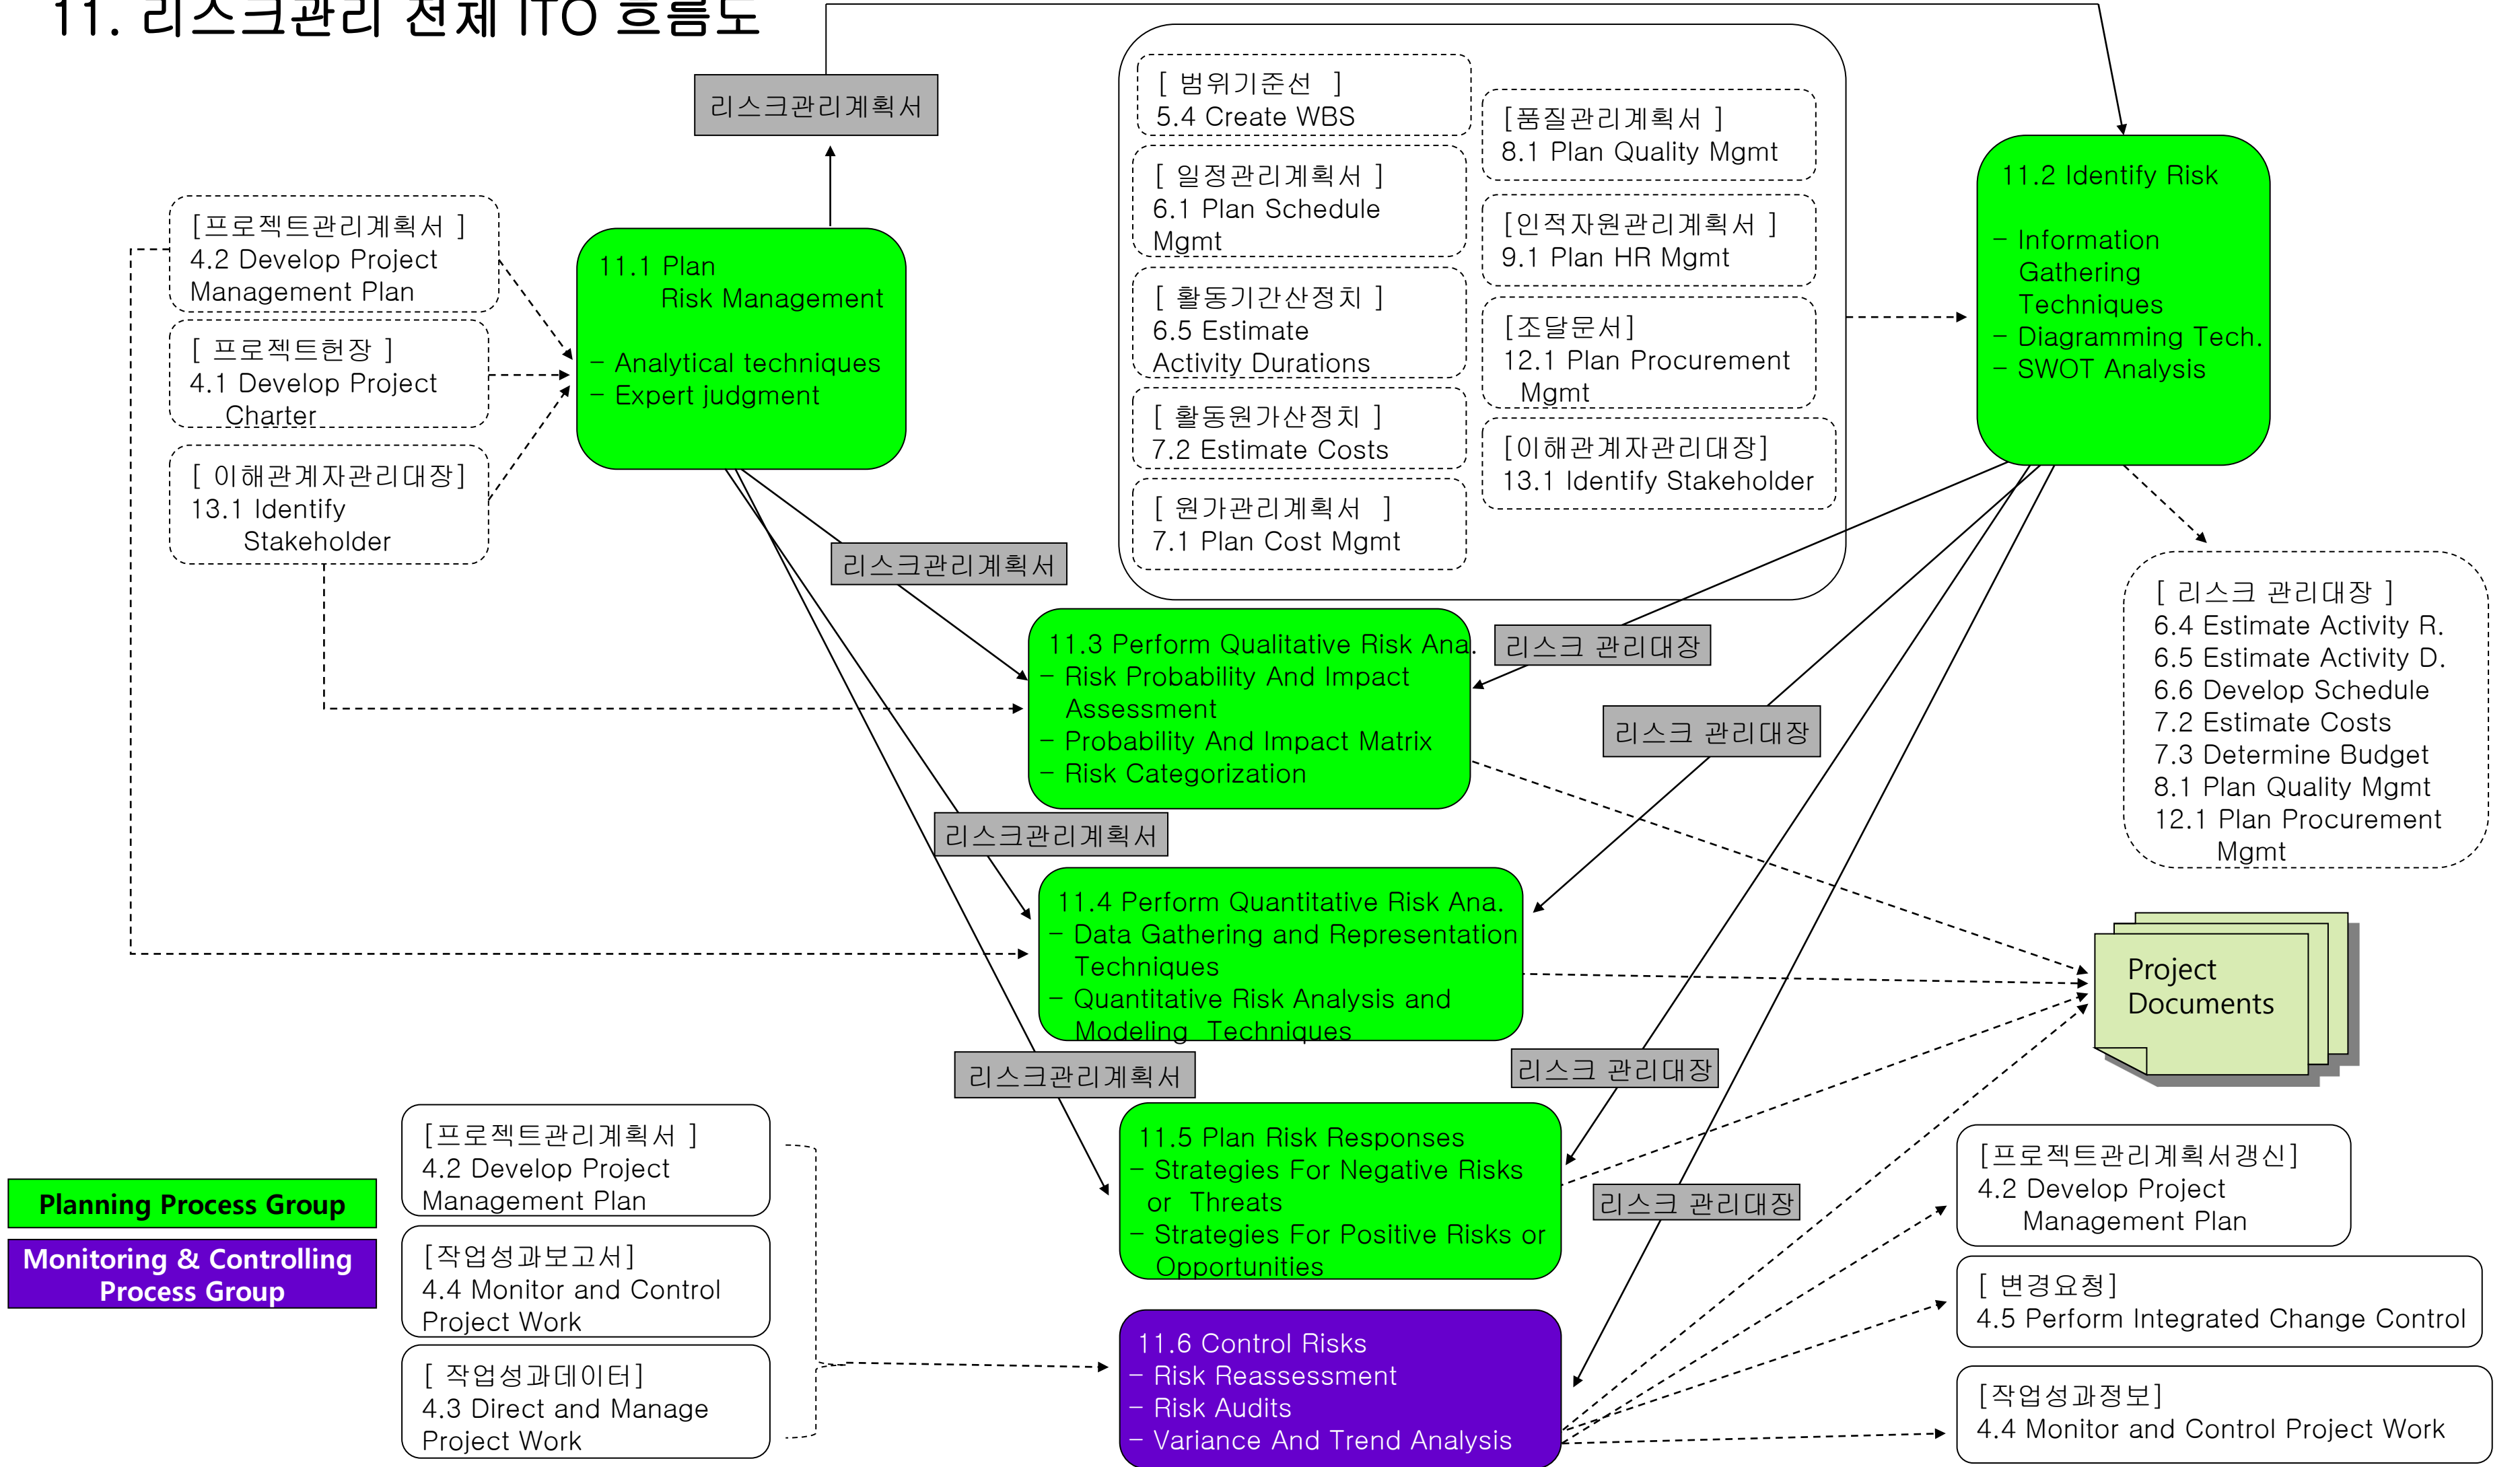 11. 리스크관리 전체 ITO 흐름도
리스크관리계획서
[프로젝트관리계획서 ]
4.2 Develop Project
Management Plan
[ 프로젝트헌장 ]
4.1 Develop Project
Charter
[ 이해관계자관리대장]
13.1 Identify
Stakeholder
11.1 Plan
Risk Management
- Analytical techniques
- Expert judgment
[ 범위기준선 ]
5.4 Create WBS
[ 일정관리계획서 ]
6.1 Plan Schedule
Mgmt
[ 활동기간산정치 ]
6.5 Estimate
Activity Durations
[ 활동원가산정치 ]
7.2 Estimate Costs
[ 원가관리계획서 ]
7.1 Plan Cost Mgmt
[품질관리계획서 ]
8.1 Plan Quality Mgmt
[인적자원관리계획서 ]
9.1 Plan HR Mgmt
[조달문서]
12.1 Plan Procurement
Mgmt
[이해관계자관리대장]
13.1 Identify Stakeholder
11.2 Identify Risk
- Information
Gathering
Techniques
- Diagramming Tech.
- SWOT Analysis
리스크관리계획서
리스크 관리대장
11.3 Perform Qualitative Risk Ana.
- Risk Probability And Impact
Assessment
- Probability And Impact Matrix
- Risk Categorization
리스크 관리대장
[ 리스크 관리대장 ]
6.4 Estimate Activity R.
6.5 Estimate Activity D.
6.6 Develop Schedule
7.2 Estimate Costs
7.3 Determine Budget
8.1 Plan Quality Mgmt
12.1 Plan Procurement
Mgmt
리스크관리계획서
11.4 Perform Quantitative Risk Ana.
- Data Gathering and Representation
Techniques
- Quantitative Risk Analysis and
Modeling Techniques
Project
Documents
리스크관리계획서
리스크 관리대장
11.5 Plan Risk Responses
- Strategies For Negative Risks
or Threats
- Strategies For Positive Risks or
Opportunities
리스크 관리대장
[프로젝트관리계획서 ]
4.2 Develop Project
Management Plan
[작업성과보고서]
4.4 Monitor and Control
Project Work
[ 작업성과데이터]
4.3 Direct and Manage
Project Work
Planning Process Group
Monitoring & Controlling
Process Group
11.6 Control Risks
- Risk Reassessment
- Risk Audits
- Variance And Trend Analysis
[프로젝트관리계획서갱신]
4.2 Develop Project
Management Plan
[ 변경요청]
4.5 Perform Integrated Change Control
[작업성과정보]
4.4 Monitor and Control Project Work